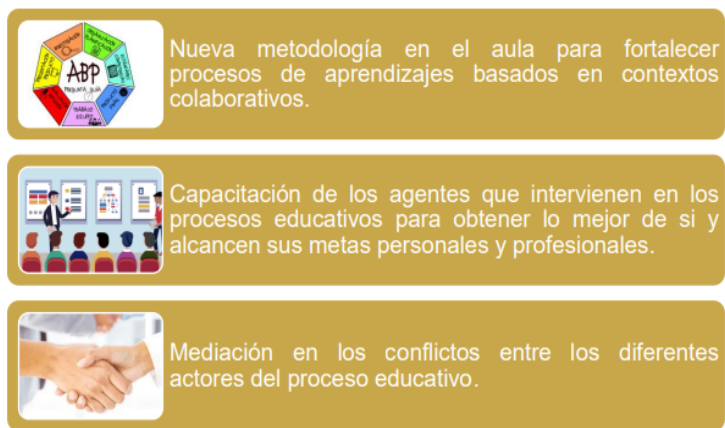 ABP
PREGUNTA GUÍA
Nueva metodología en el aula para fortalecer
procesos de aprendizajes basados en contextos
colaborativos.
Capacitación de los agentes que intervienen en los
procesos educativos para obtener lo mejor de si y
alcancen sus metas personales y profesionales.
Mediación en los conflictos entre los diferentes
actores del proceso educativo.